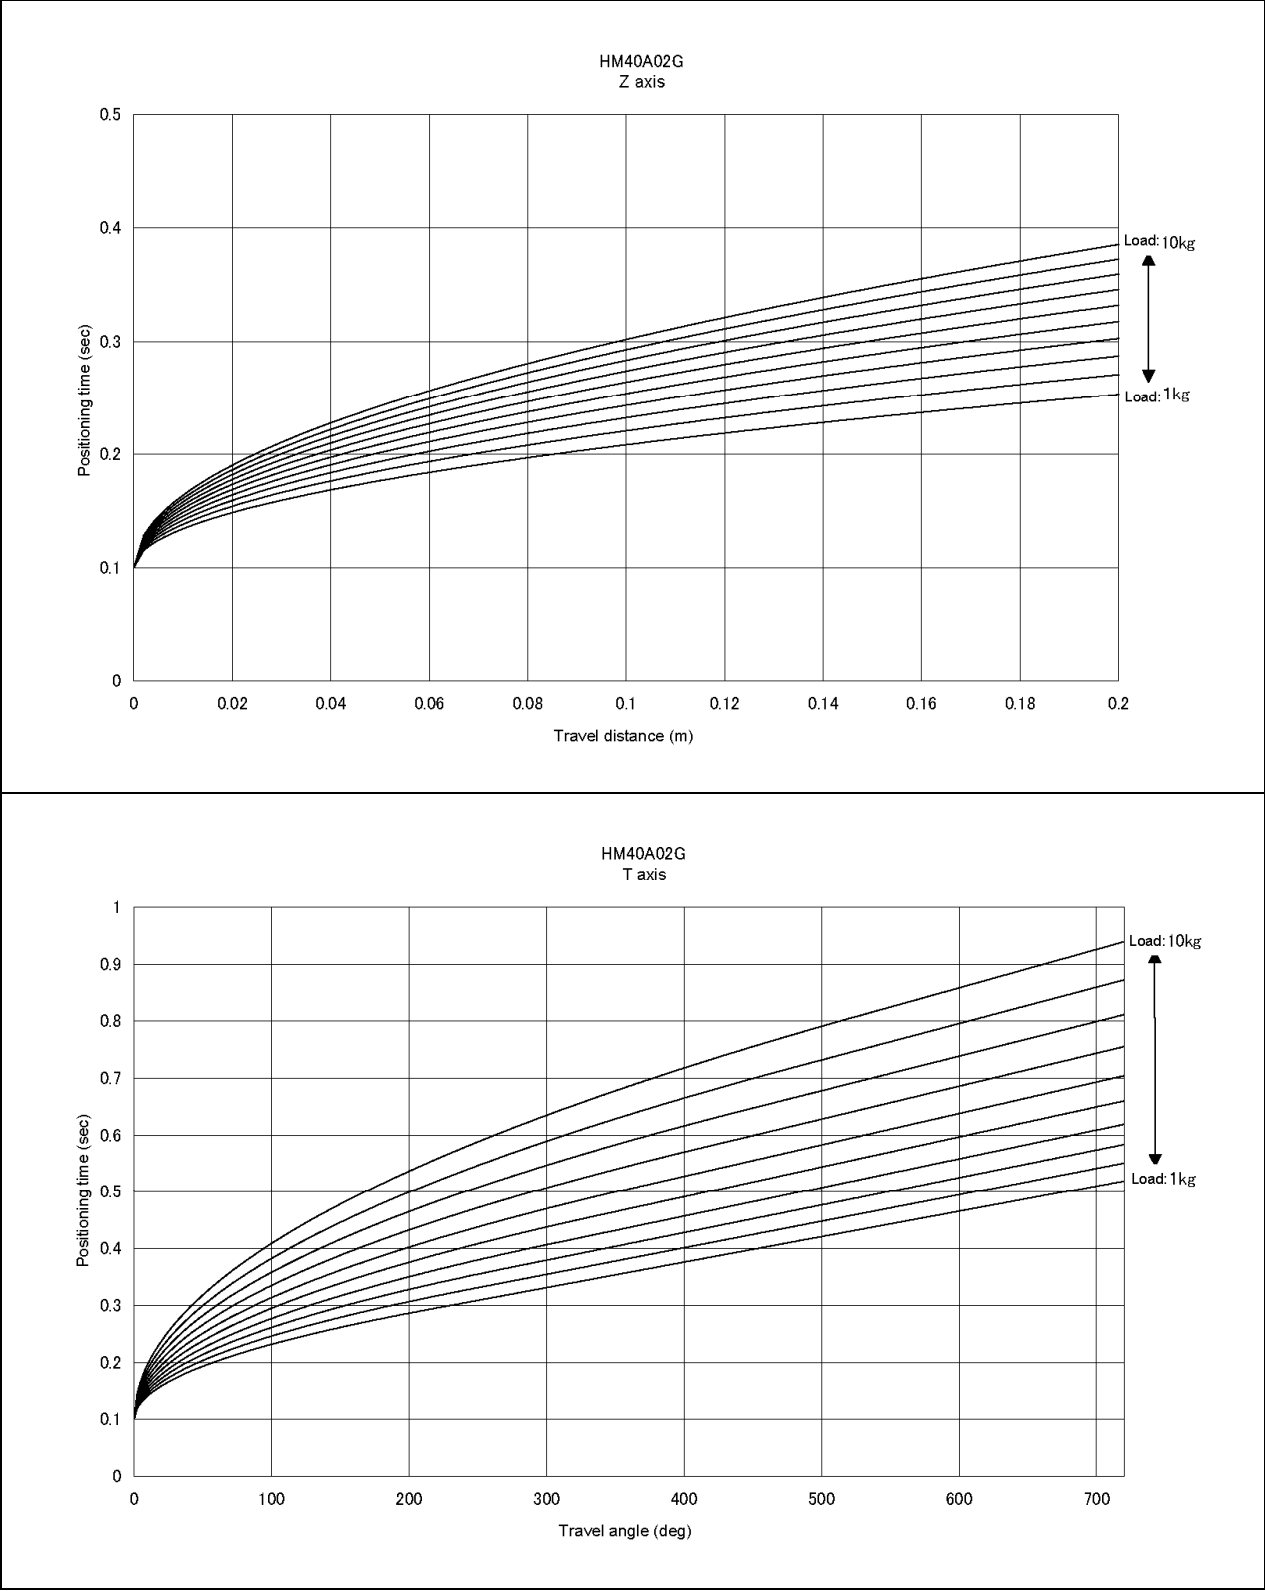 HM40A02G
Z axis
0.5
0.4
0.3
0.2
0.1
0
Positioning time (sec)
Load: 10kg
Load: 1kg
0 0.02 0.04 0.06 0.08 0.1 0.12 0.14 0.16 0.18 0.2
Travel distance (m)
HM40A02G
T axis
1
0.9
0.8
0.7
0.6
0.5
0.4
0.3
0.2
0.1
0
Positioning time (sec)
Load: 10kg
Load: 1kg
0 100 200 300 400 500 600 700
Travel angle (deg)